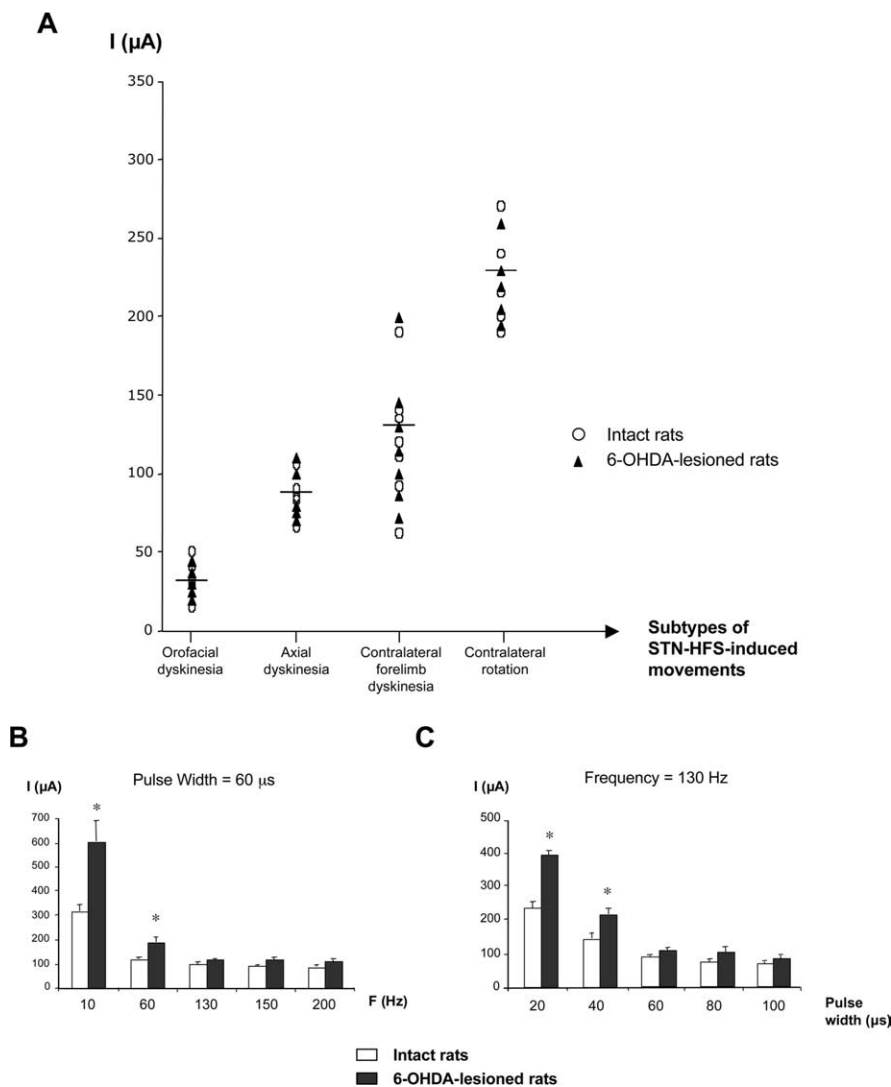 A
I (µA)
350
300
250
200
150
100
50
0
Orofacial
dyskinesia
Axial
dyskinesia
Contralateral
forelimb
dyskinesia
Contralateral
rotation
Subtypes of
STN-HFS-induced
movements
Intact rats
6-OHDA-lesioned rats
B
Pulse Width = 60 µs
I (µA)
700
600
500
400
300
200
100
0
*
*
10 60 130 150 200 F (Hz)
C
Frequency = 130 Hz
I (µA)
500
400
300
200
100
0
*
*
20 40 60 80 100
Pulse
width (µs)
Intact rats
6-OHDA-lesioned rats